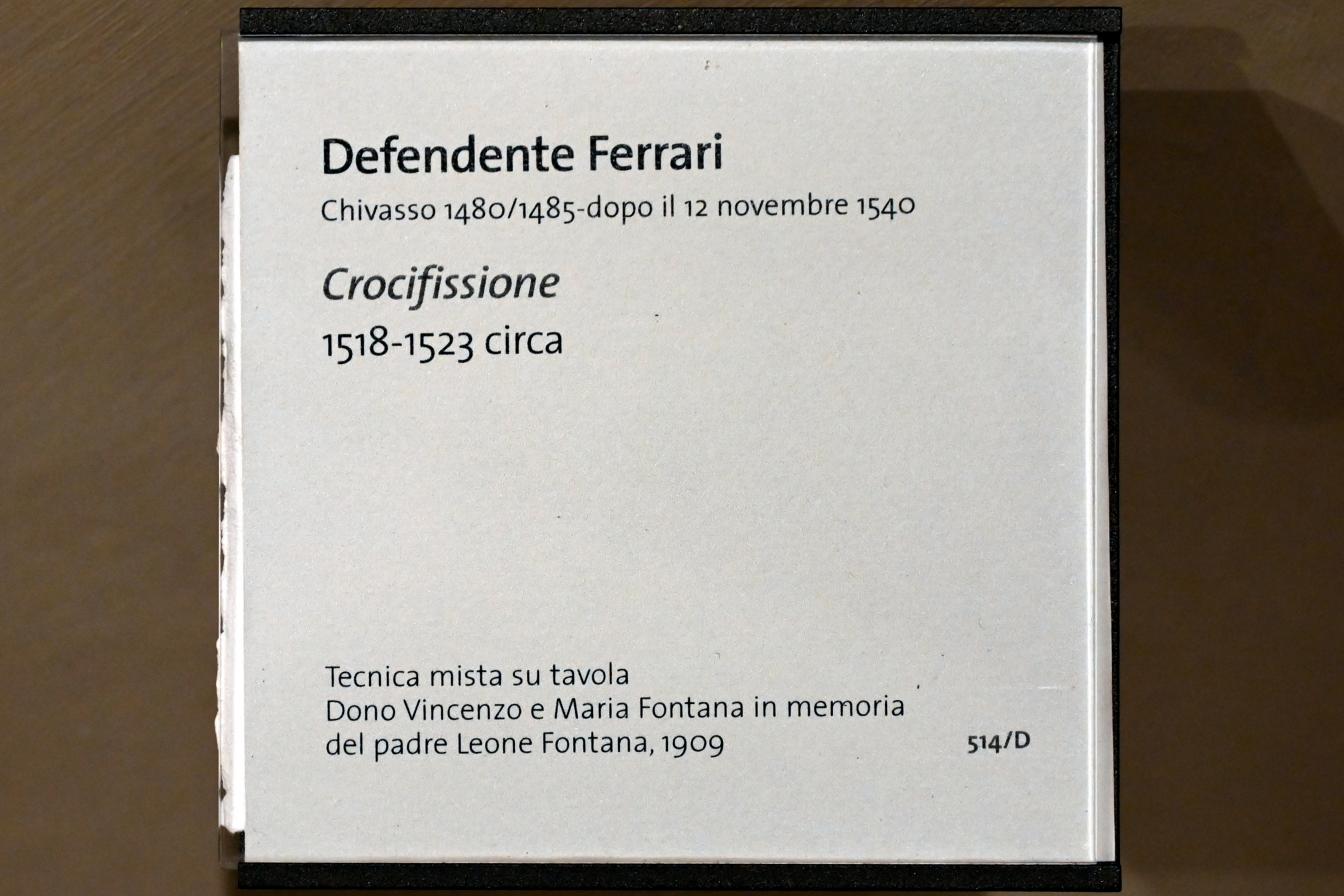 Defendente Ferrari
Chivasso 1480/1485-dopo il 12 novembre 1540
Crocifissione
1518-1523 circa
Tecnica mista su tavola
Dono Vincenzo e Maria Fontana in memoria
del padre Leone Fontana, 1909
514/D